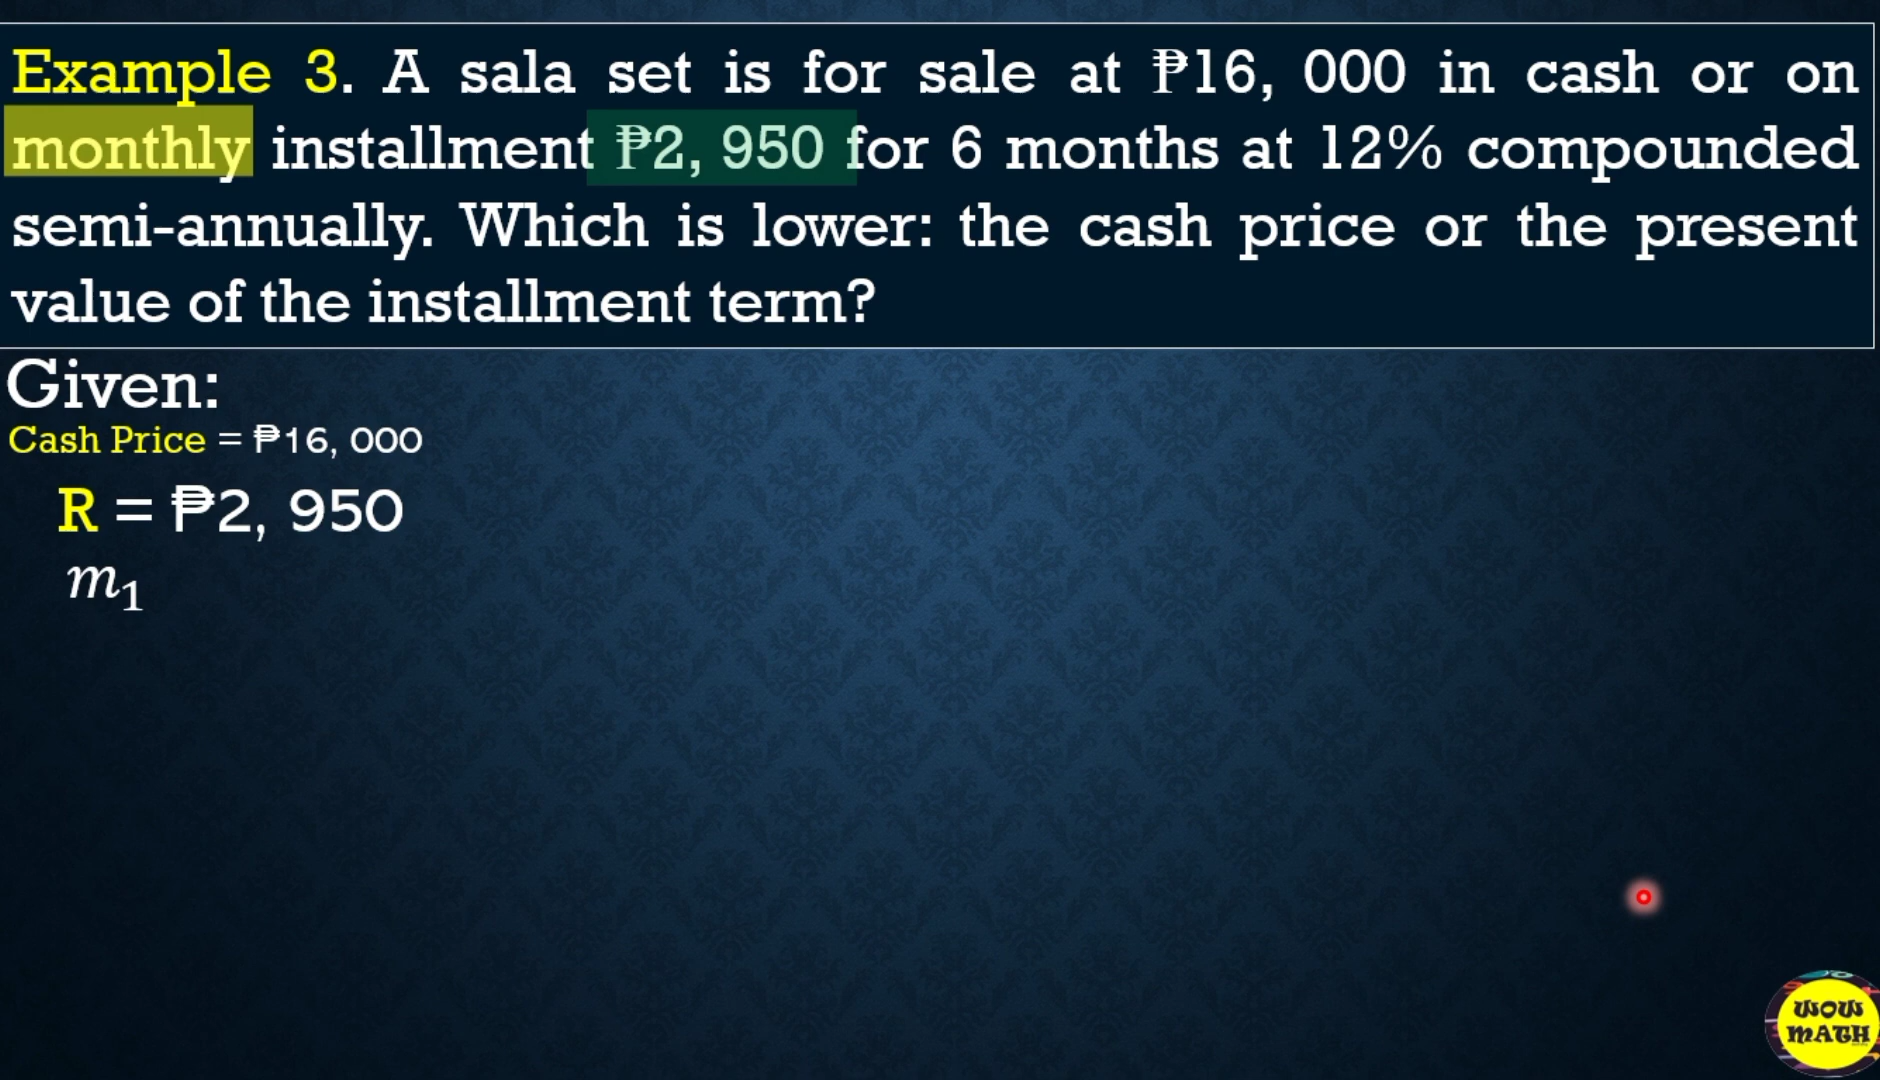 Example 3. A sala set is for sale at ₱16, 000 in cash or on
monthly installment ₱2, 950 for 6 months at 12% compounded
semi-annually. Which is lower: the cash price or the present
value of the installment term?
Given:
Cash Price = ₱16, 000
R = ₱2, 950
m₁
WOW
MATH